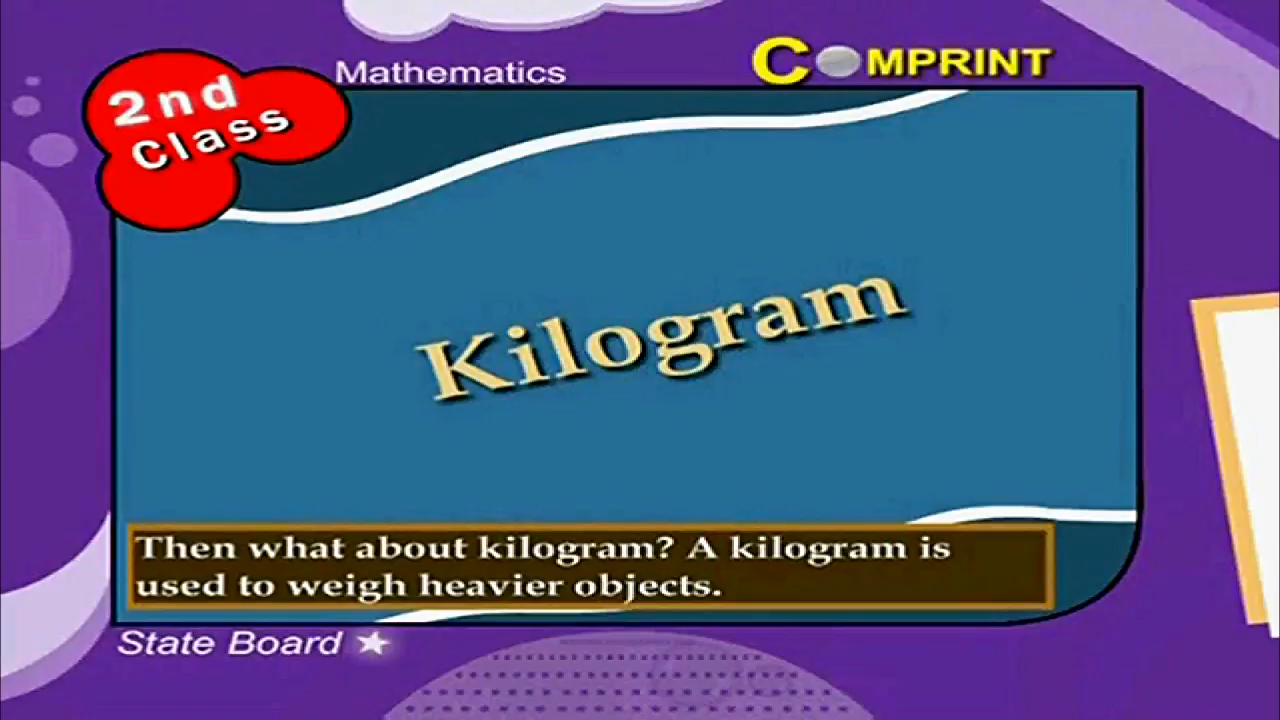 Mathematics
COMPRINT
2nd
Class
Kilogram
Then what about kilogram? A kilogram is
used to weigh heavier objects.
State Board